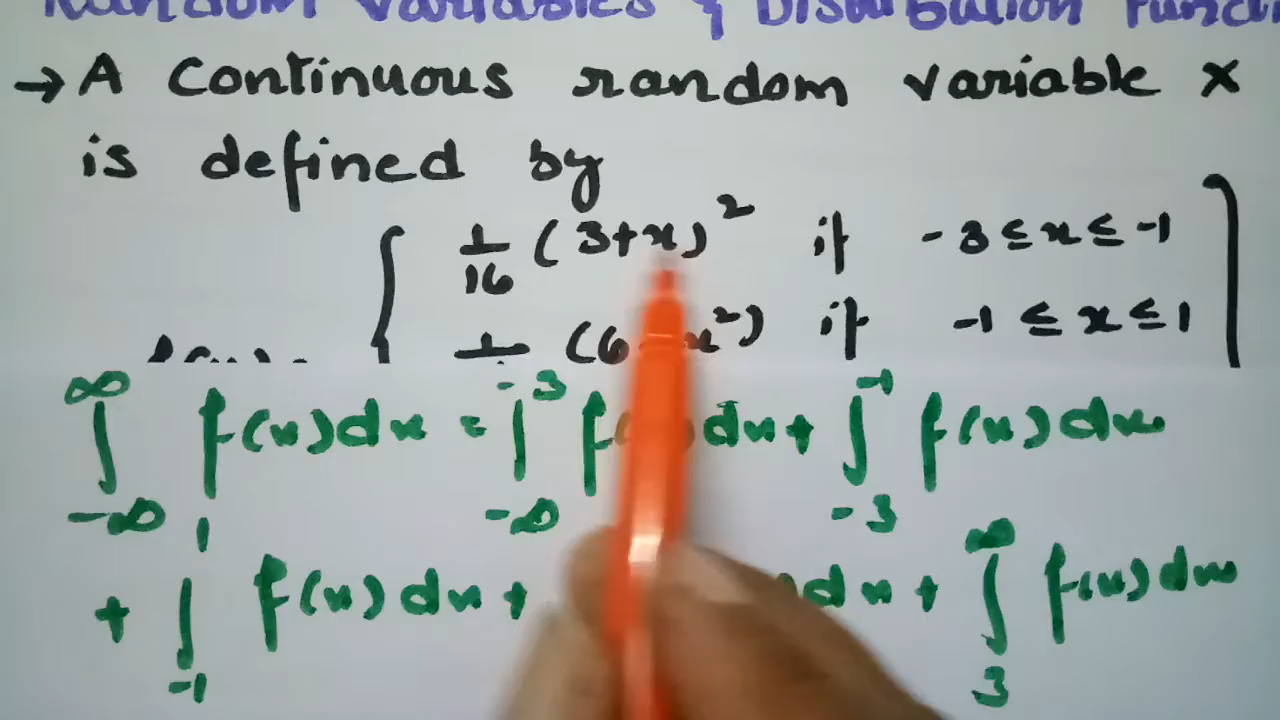 Random Variables & Distribution Functi
→ A Continuous random variable X
is defined by
1/16 (3+x)² if -3 ≤ x ≤ -1
(6 x²) if -1 ≤ x ≤ 1
∫_{-∞}^{∞} f(x)dx = ∫_{-∞}^{-3} f(x)dx + ∫_{-3}^{-1} f(x)dx
+ ∫_{-1}^{1} f(x)dx + dx + ∫_{3}^{∞} f(x)dx